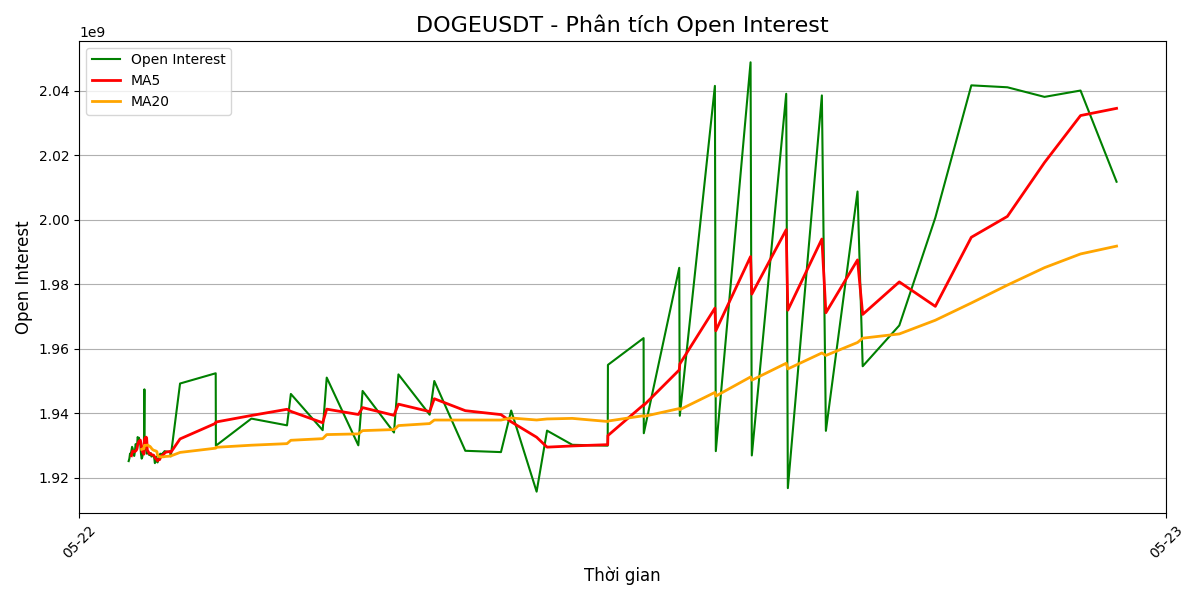 DOGEUSDT - Phân tích Open Interest
1e9
Open Interest
MA5
MA20
2.04
2.02
2.00
1.98
1.96
1.94
1.92
Open Interest
05-22
05-23
Thời gian